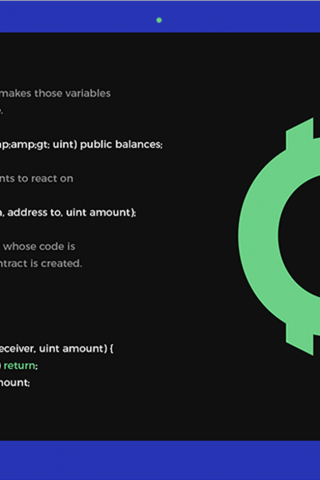 makes those variables
e.
p;amp;gt; uint) public balances;
nts to react on
, address to, uint amount);
whose code is
ntract is created.
eceiver, uint amount) {
) return;
mount;